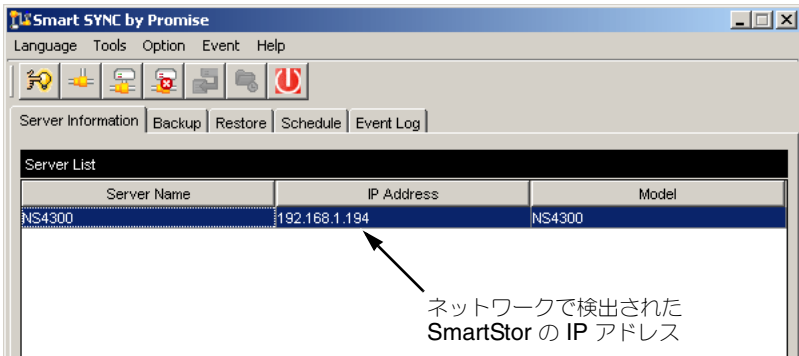 Smart SYNC by Promise
Language Tools Option Event Help
Server Information Backup Restore Schedule Event Log
Server List
Server Name IP Address Model
NS4300 192.168.1.194 NS4300
ネットワークで検出された
SmartStor の IP アドレス